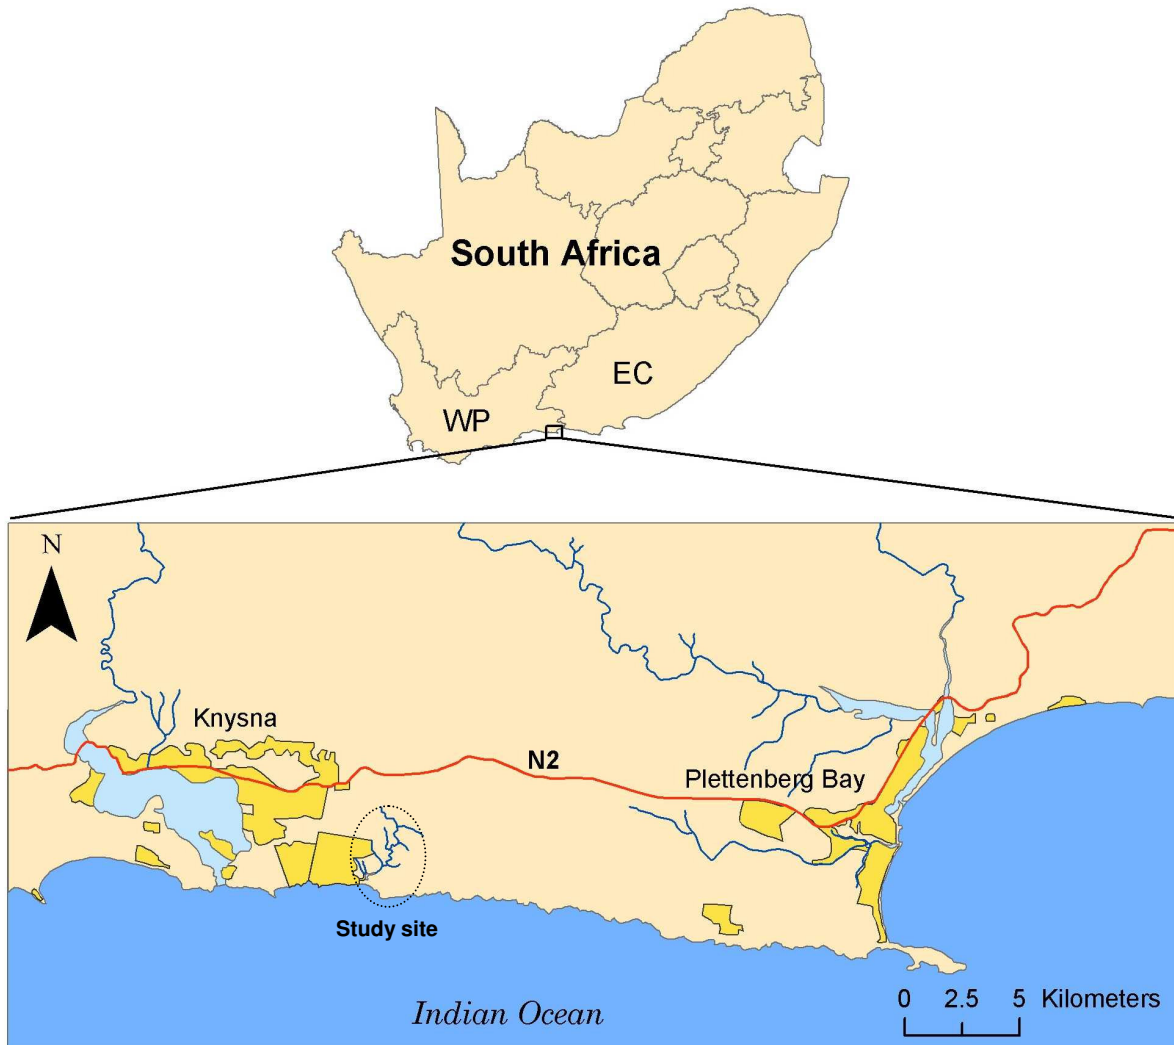 South Africa
EC
WP
N
Knysna
N2
Plettenberg Bay
Study site
Indian Ocean
0 2.5 5 Kilometers